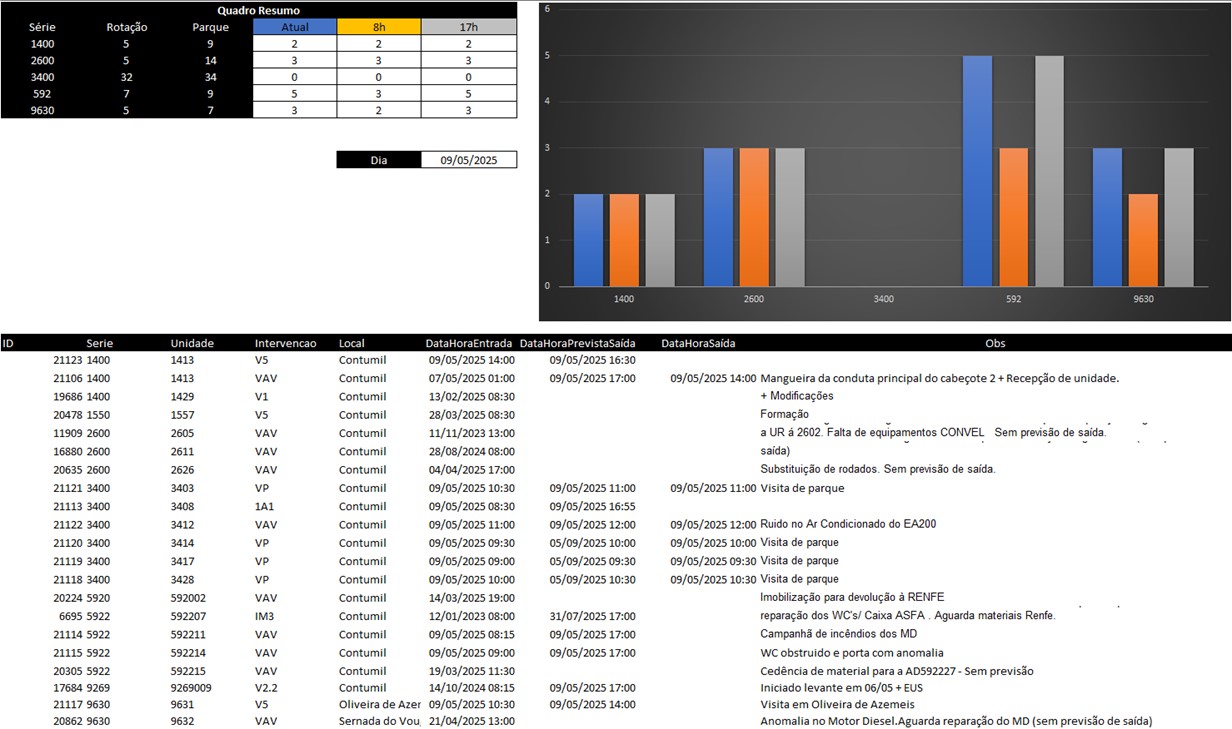 Quadro Resumo
Série Rotação Parque Atual 8h 17h
1400 5 9 2 2 2
2600 5 14 3 3 3
3400 32 34 0 0 0
592 7 9 5 3 5
9630 5 7 3 2 3
Dia 09/05/2025
6
5
4
3
2
1
0
1400 2600 3400 592 9630
ID Serie Unidade Intervencao Local DataHoraEntrada DataHoraPrevistaSaída DataHoraSaída Obs
21123 1400 1413 V5 Contumil 09/05/2025 14:00 09/05/2025 16:30
21106 1400 1413 VAV Contumil 07/05/2025 01:00 09/05/2025 17:00 09/05/2025 14:00 Mangueira da conduta principal do cabeçote 2 + Recepção de unidade.
19686 1400 1429 V1 Contumil 13/02/2025 08:30 + Modificações
20478 1550 1557 V5 Contumil 28/03/2025 08:30 Formação
11909 2600 2605 VAV Contumil 11/11/2023 13:00 a UR á 2602. Falta de equipamentos CONVEL Sem previsão de saída.
16880 2600 2611 VAV Contumil 28/08/2024 08:00 saída)
20635 2600 2626 VAV Contumil 04/04/2025 17:00 Substituição de rodados. Sem previsão de saída.
21121 3400 3403 VP Contumil 09/05/2025 10:30 09/05/2025 11:00 09/05/2025 11:00 Visita de parque
21113 3400 3408 1A1 Contumil 09/05/2025 08:30 09/05/2025 16:55
21122 3400 3412 VAV Contumil 09/05/2025 11:00 09/05/2025 12:00 09/05/2025 12:00 Ruido no Ar Condicionado do EA200
21120 3400 3414 VP Contumil 09/05/2025 09:30 05/09/2025 10:00 09/05/2025 10:00 Visita de parque
21119 3400 3417 VP Contumil 09/05/2025 09:00 05/09/2025 09:30 09/05/2025 09:30 Visita de parque
21118 3400 3428 VP Contumil 09/05/2025 10:00 05/09/2025 10:30 09/05/2025 10:30 Visita de parque
20224 5920 592002 VAV Contumil 14/03/2025 19:00 Imobilização para devolução à RENFE
6695 5922 592207 IM3 Contumil 12/01/2023 08:00 31/07/2025 17:00 reparação dos WC's/ Caixa ASFA . Aguarda materiais Renfe.
21114 5922 592211 VAV Contumil 09/05/2025 08:15 09/05/2025 17:00 Campanhã de incêndios dos MD
21115 5922 592214 VAV Contumil 09/05/2025 09:00 09/05/2025 17:00 WC obstruido e porta com anomalia
20305 5922 592215 VAV Contumil 19/03/2025 11:30 Cedência de material para a AD592227 - Sem previsão
17684 9269 9269009 V2.2 Contumil 14/10/2024 08:15 09/05/2025 17:00 Iniciado levante em 06/05 + EUS
21117 9630 9631 V5 Oliveira de Azer 09/05/2025 10:30 09/05/2025 14:00 Visita em Oliveira de Azemeis
20862 9630 9632 VAV Sernada do Vou 21/04/2025 13:00 Anomalia no Motor Diesel.Aguarda reparação do MD (sem previsão de saída)